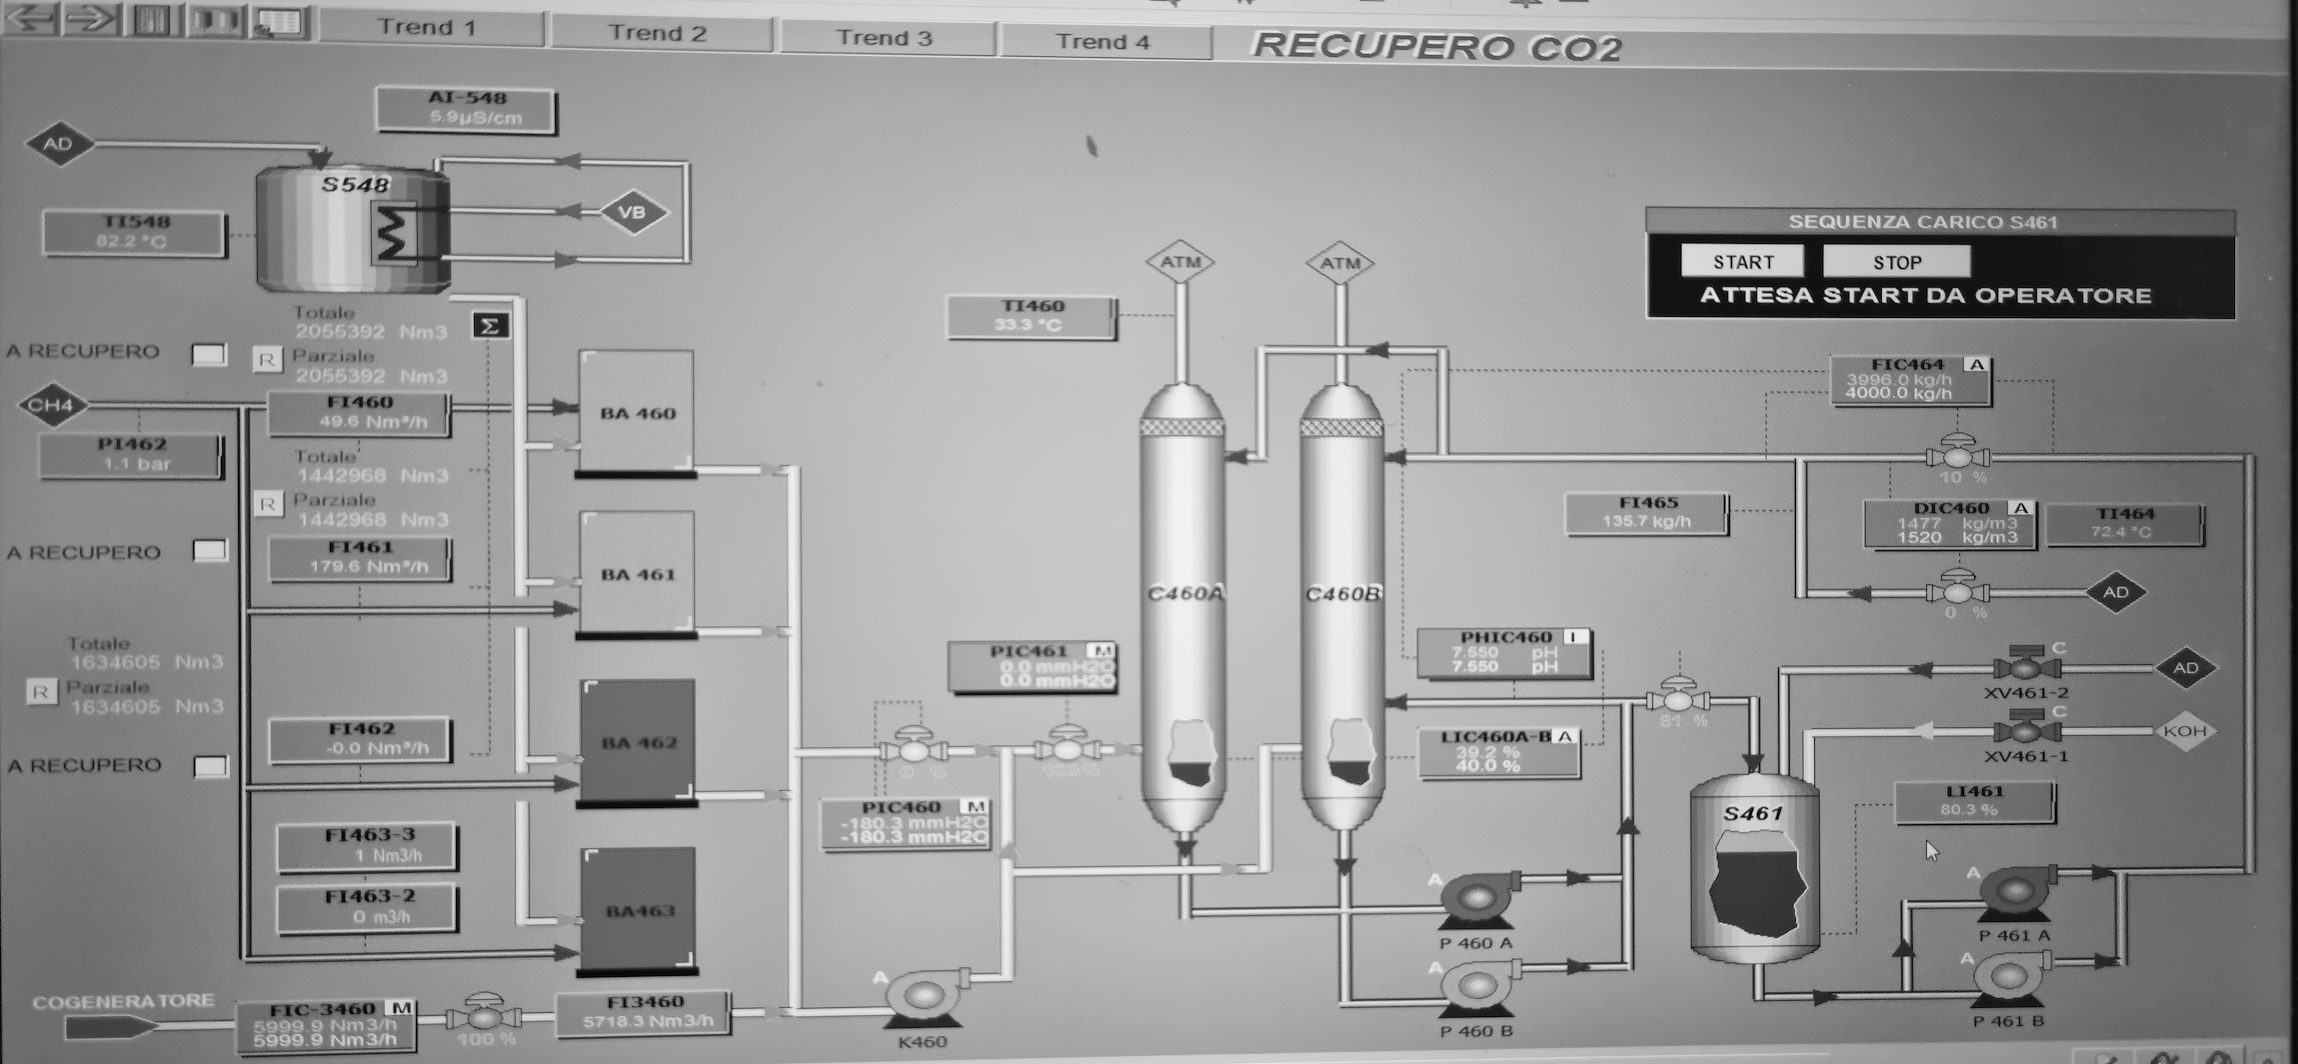 Trend 1
Trend 2
Trend 3
Trend 4
RECUPERO CO2
AI-548
5.9µS/cm
AD
S548
TI548
82.2 °C
VB
Totale
2055392 Nm3
Σ
A RECUPERO
R
Parziale
2055392 Nm3
CH4
FI460
49.6 Nm³/h
PI462
1.1 bar
Totale
1442968 Nm3
R
Parziale
1442968 Nm3
A RECUPERO
FI461
179.6 Nm³/h
Totale
1634605 Nm3
R
Parziale
1634605 Nm3
FI462
-0.0 Nm³/h
A RECUPERO
FI463-3
1 Nm3/h
FI463-2
0 m3/h
COGENERATORE
FIC-3460 M
5999.9 Nm3/h
5999.9 Nm3/h
100 %
FI3460
5718.3 Nm3/h
BA 460
BA 461
BA 462
BA463
A
K460
PIC460 M
-180.3 mmH2O
-180.3 mmH2O
0 %
PIC461 M
0.0 mmH2O
0.0 mmH2O
TI460
33.3 °C
ATM
ATM
C460A
C460B
SEQUENZA CARICO S461
START
STOP
ATTESA START DA OPERATORE
FIC464 A
3996.0 kg/h
4000.0 kg/h
10 %
FI465
135.7 kg/h
DIC460 A
1477 kg/m3
1520 kg/m3
TI464
72.4 °C
0 %
AD
PHIC460 I
7.550 pH
7.550 pH
81 %
LIC460A-B A
39.2 %
40.0 %
C
AD
XV461-2
C
KOH
XV461-1
S461
LI461
80.3 %
A
P 460 A
A
P 460 B
A
P 461 A
A
P 461 B